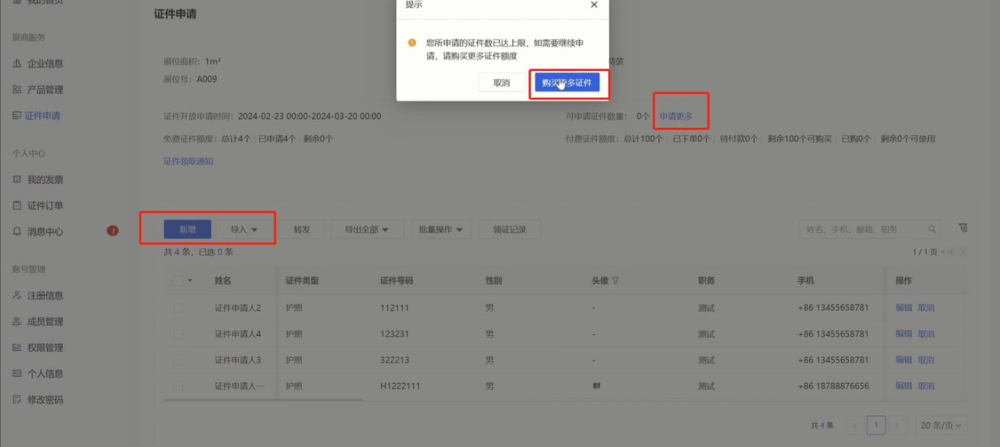 我的首页
证件申请
提示
您所申请的证件数已达上限,如需要继续申
请,请购买更多证件额度
取消
购买更多证件
展商服务
企业信息
产品管理
证件申请
个人中心
我的发票
证件订单
消息中心
1
账号管理
注册信息
成员管理
权限管理
个人信息
修改密码
展位面积: 1m²
特装
展位号: A009
证件开放申请时间: 2024-02-23 00:00-2024-03-20 00:00
可申请证件数量: 0个 申请更多
免费证件额度: 总计4个 已申请4个 剩余0个
付费证件额度: 总计100个 已下单0个 待付款0个 剩余100个可购买 已购0个 剩余0个可使用
证件领取通知
新增 导入 转发 导出全部 批量操作 领证记录
姓名、手机、邮箱、职务
共 4 条, 已选 0 条
1 / 1 页
姓名 证件类型 证件号码 性别 头像 职务 手机 操作
证件申请人2 护照 112111 男 - 测试 +86 13455658781 编辑 取消
证件申请人4 护照 123231 男 - 测试 +86 13455658781 编辑 取消
证件申请人3 护照 322213 男 - 测试 +86 13455658781 编辑 取消
证件申请人一 护照 H1222111 男 测试 +86 18788876656 编辑 取消
共 4 条 1 20 条/页